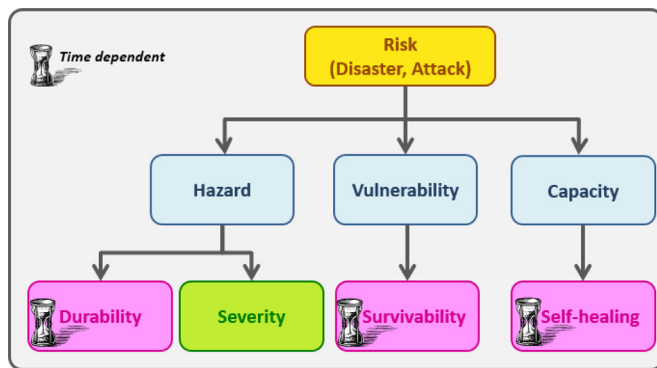 Time dependent
Risk
(Disaster, Attack)
Hazard
Vulnerability
Capacity
Durability
Severity
Survivability
Self-healing